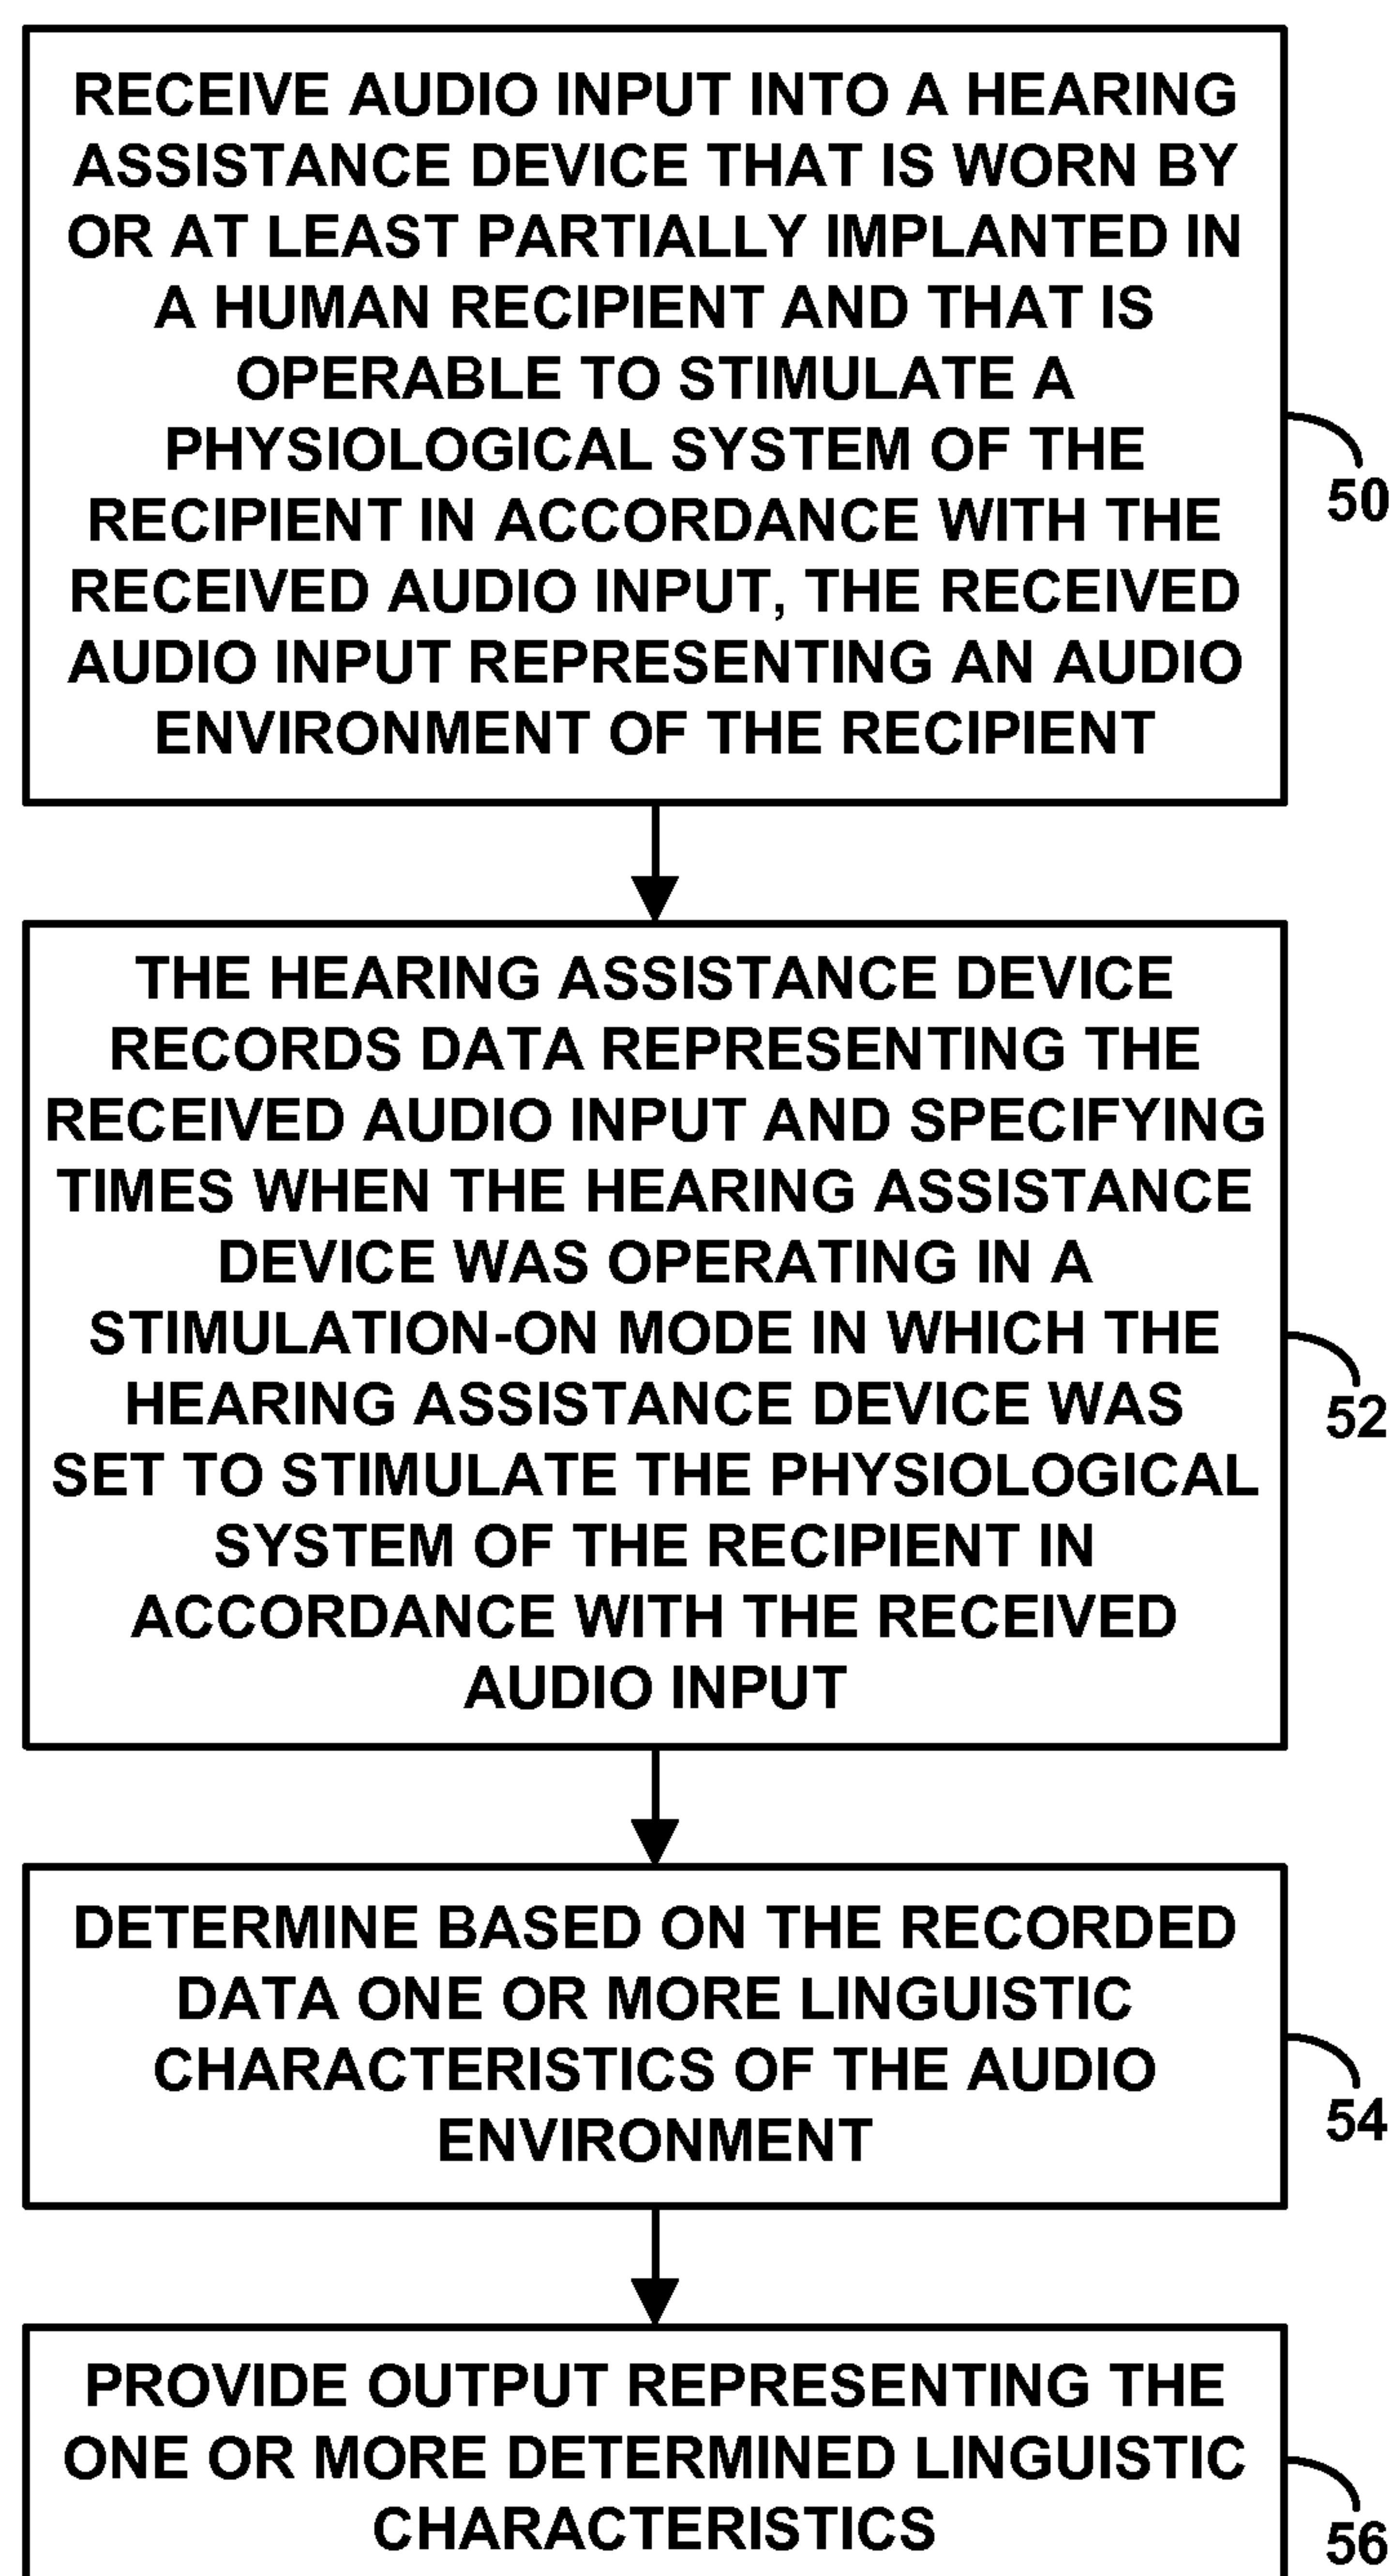 RECEIVE AUDIO INPUT INTO A HEARING
ASSISTANCE DEVICE THAT IS WORN BY
OR AT LEAST PARTIALLY IMPLANTED IN
A HUMAN RECIPIENT AND THAT IS
OPERABLE TO STIMULATE A
PHYSIOLOGICAL SYSTEM OF THE
RECIPIENT IN ACCORDANCE WITH THE
RECEIVED AUDIO INPUT, THE RECEIVED
AUDIO INPUT REPRESENTING AN AUDIO
ENVIRONMENT OF THE RECIPIENT
50
THE HEARING ASSISTANCE DEVICE
RECORDS DATA REPRESENTING THE
RECEIVED AUDIO INPUT AND SPECIFYING
TIMES WHEN THE HEARING ASSISTANCE
DEVICE WAS OPERATING IN A
STIMULATION-ON MODE IN WHICH THE
HEARING ASSISTANCE DEVICE WAS
SET TO STIMULATE THE PHYSIOLOGICAL
SYSTEM OF THE RECIPIENT IN
ACCORDANCE WITH THE RECEIVED
AUDIO INPUT
52
DETERMINE BASED ON THE RECORDED
DATA ONE OR MORE LINGUISTIC
CHARACTERISTICS OF THE AUDIO
ENVIRONMENT
54
PROVIDE OUTPUT REPRESENTING THE
ONE OR MORE DETERMINED LINGUISTIC
CHARACTERISTICS
56